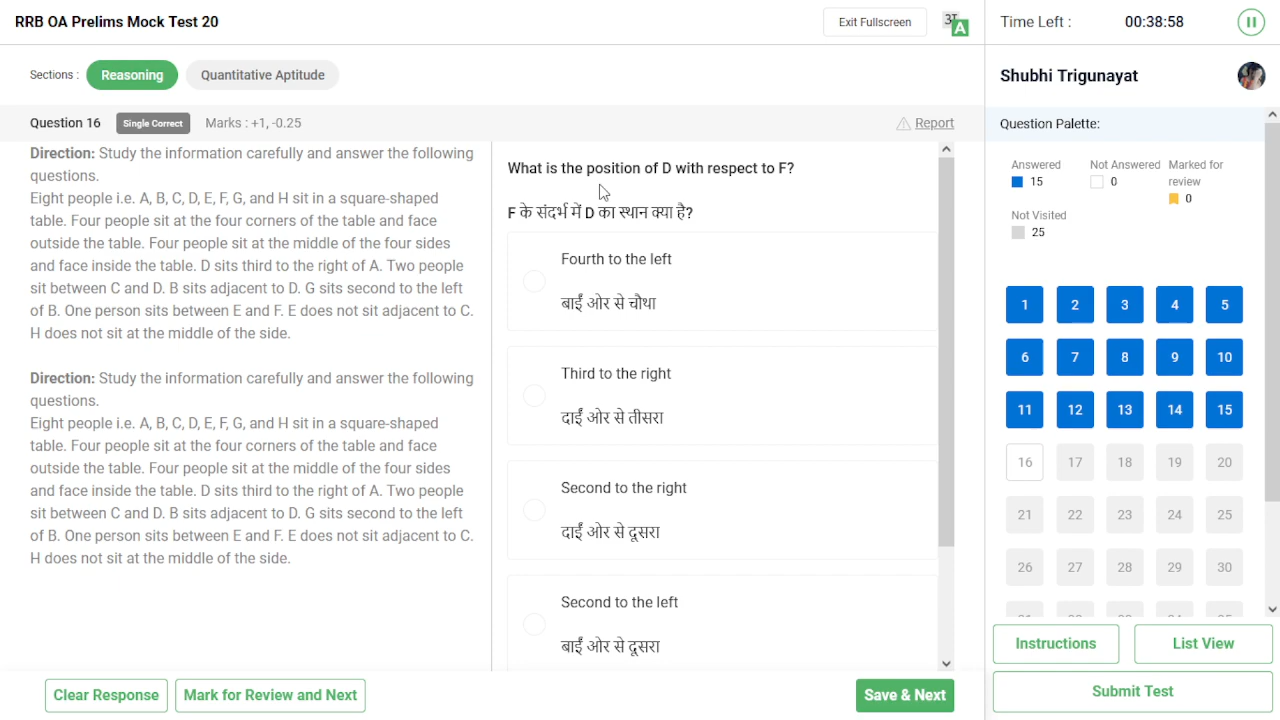 RRB OA Prelims Mock Test 20
Exit Fullscreen
Time Left :
00:38:58
Sections :
Reasoning
Quantitative Aptitude
Shubhi Trigunayat
Question 16
Single Correct
Marks : +1, -0.25
Report
Question Palette:
Direction: Study the information carefully and answer the following
questions.
Eight people i.e. A, B, C, D, E, F, G, and H sit in a square-shaped
table. Four people sit at the four corners of the table and face
outside the table. Four people sit at the middle of the four sides
and face inside the table. D sits third to the right of A. Two people
sit between C and D. B sits adjacent to D. G sits second to the left
of B. One person sits between E and F. E does not sit adjacent to C.
H does not sit at the middle of the side.
Direction: Study the information carefully and answer the following
questions.
Eight people i.e. A, B, C, D, E, F, G, and H sit in a square-shaped
table. Four people sit at the four corners of the table and face
outside the table. Four people sit at the middle of the four sides
and face inside the table. D sits third to the right of A. Two people
sit between C and D. B sits adjacent to D. G sits second to the left
of B. One person sits between E and F. E does not sit adjacent to C.
H does not sit at the middle of the side.
What is the position of D with respect to F?
F के संदर्भ में D का स्थान क्या है?
Fourth to the left
बाईं ओर से चौथा
Third to the right
दाईं ओर से तीसरा
Second to the right
दाईं ओर से दूसरा
Second to the left
बाईं ओर से दूसरा
Answered
15
Not Answered
0
Marked for
review
0
Not Visited
25
1 2 3 4 5
6 7 8 9 10
11 12 13 14 15
16 17 18 19 20
21 22 23 24 25
26 27 28 29 30
Instructions
List View
Clear Response
Mark for Review and Next
Save & Next
Submit Test